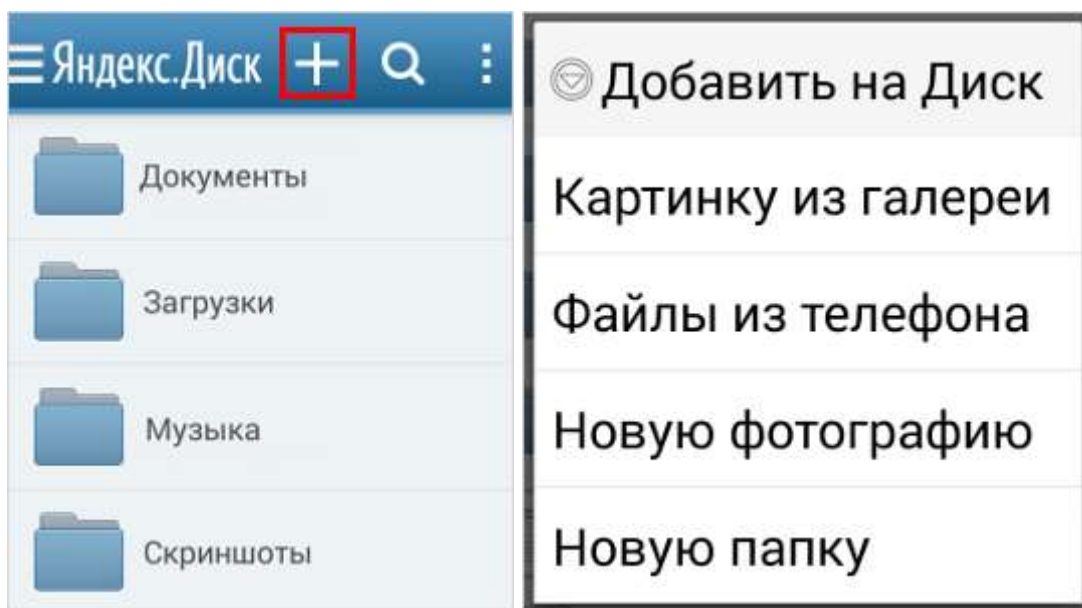 Яндекс.Диск
Документы
Загрузки
Музыка
Скриншоты
Добавить на Диск
Картинку из галереи
Файлы из телефона
Новую фотографию
Новую папку